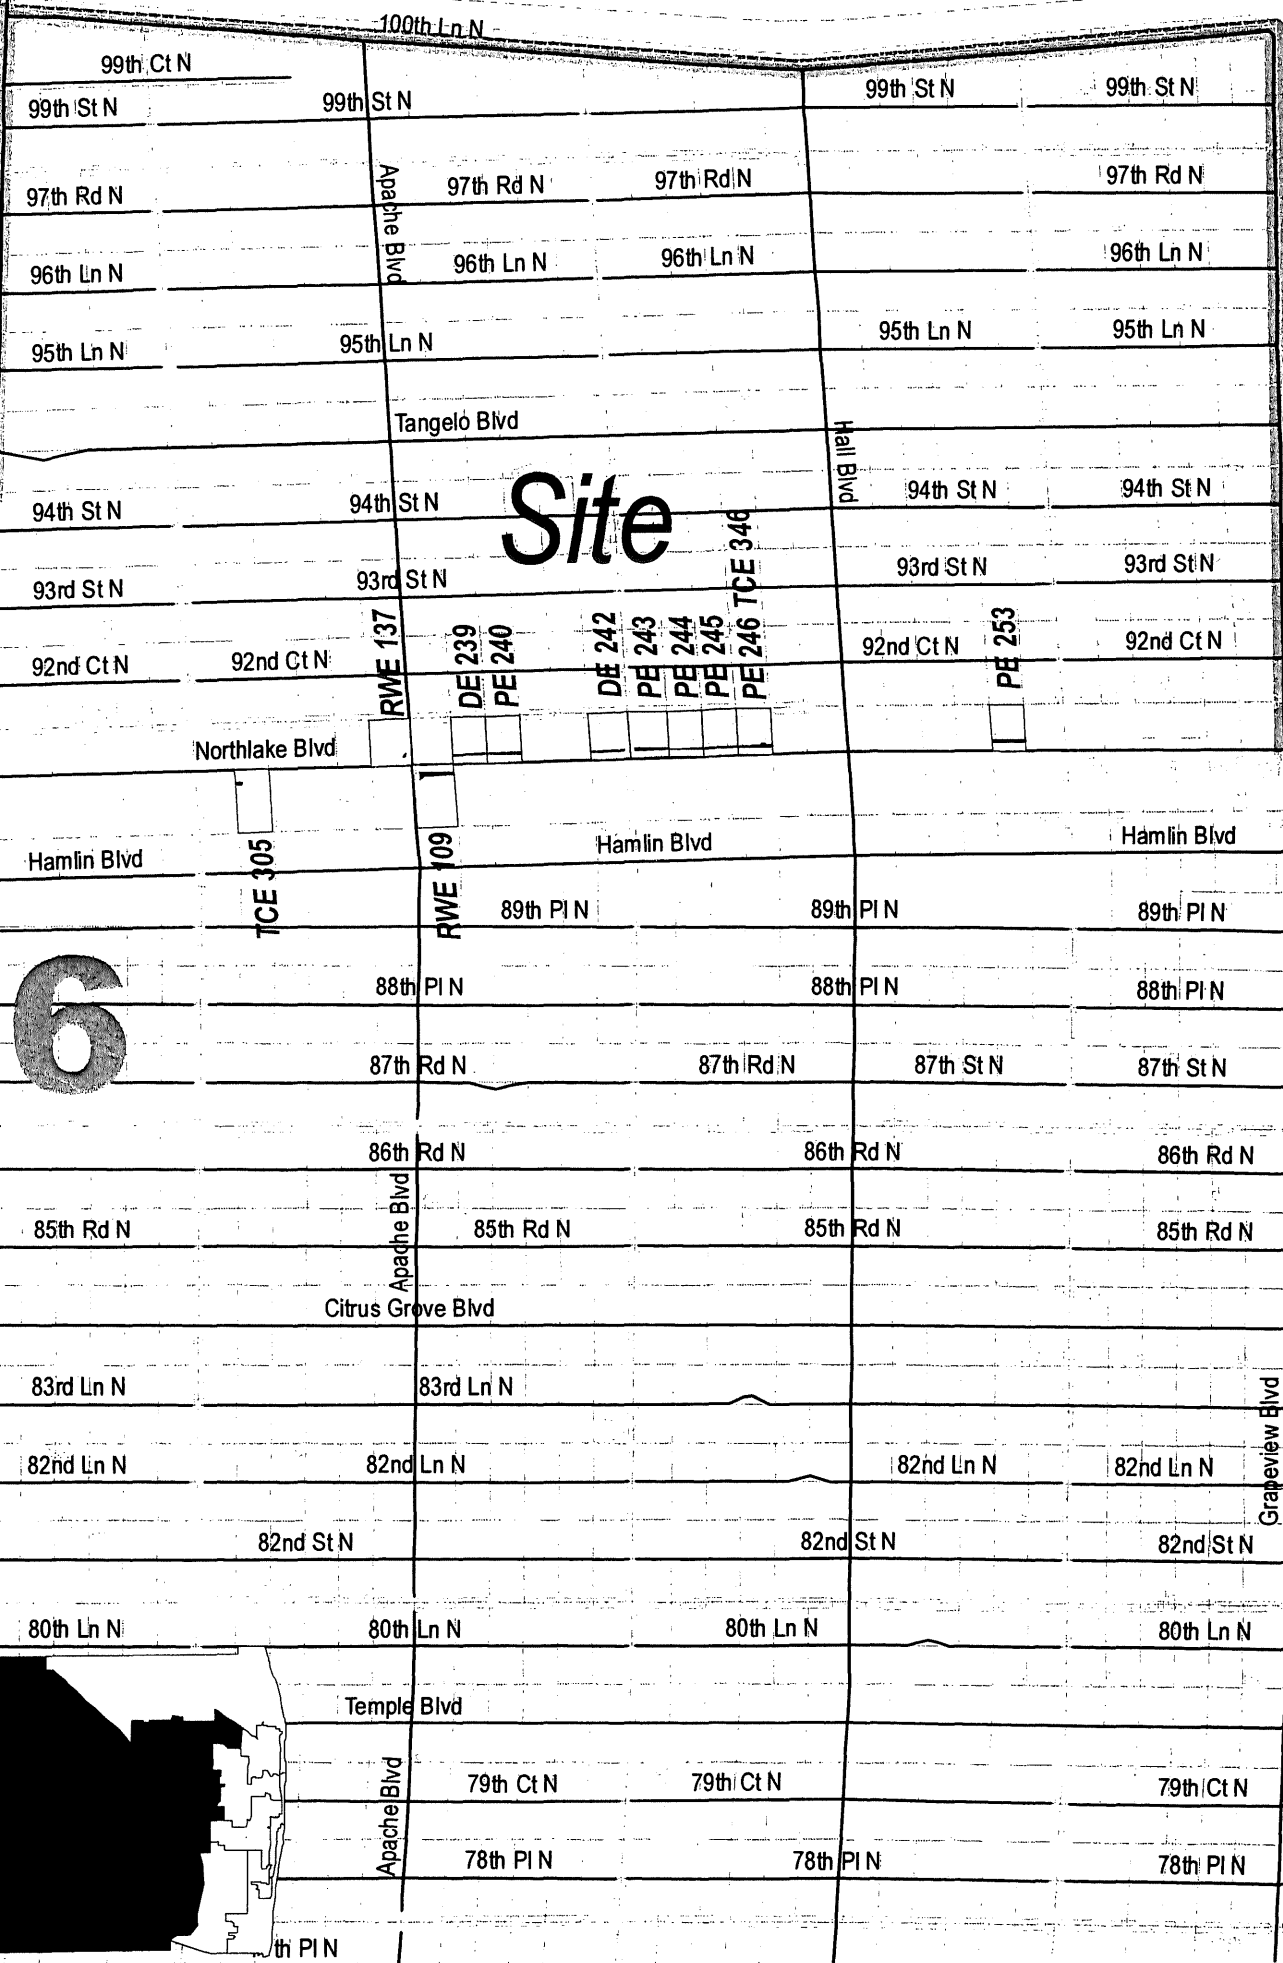 100th Ln N
99th Ct N
99th St N 99th St N 99th St N 99th St N
Apache Blvd
97th Rd N 97th Rd N 97th Rd N 97th Rd N
96th Ln N 96th Ln N 96th Ln N 96th Ln N
95th Ln N 95th Ln N 95th Ln N 95th Ln N
Tangelo Blvd
Hall Blvd
Site
94th St N 94th St N 94th St N 94th St N
93rd St N 93rd St N 93rd St N 93rd St N
92nd Ct N 92nd Ct N 92nd Ct N 92nd Ct N
RWE 137
DE 239
PE 240
DE 242
PE 243
PE 244
PE 245
PE 246 TCE 346
PE 253
Northlake Blvd
TCE 305
RWE 109
Hamlin Blvd Hamlin Blvd Hamlin Blvd
89th Pl N 89th Pl N 89th Pl N
6
88th Pl N 88th Pl N 88th Pl N
87th Rd N 87th Rd N 87th St N 87th St N
86th Rd N 86th Rd N 86th Rd N
Apache Blvd
85th Rd N 85th Rd N 85th Rd N 85th Rd N
Citrus Grove Blvd
83rd Ln N 83rd Ln N
Grapeview Blvd
82nd Ln N 82nd Ln N 82nd Ln N 82nd Ln N
82nd St N 82nd St N 82nd St N
80th Ln N 80th Ln N 80th Ln N 80th Ln N
Temple Blvd
Apache Blvd
79th Ct N 79th Ct N 79th Ct N
78th Pl N 78th Pl N 78th Pl N
th Pl N